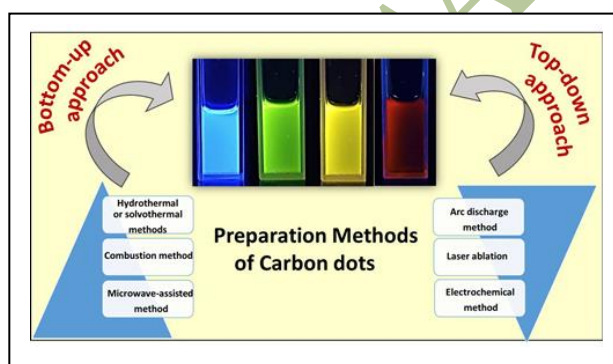 Bottom-up
approach
Top-down
approach
Hydrothermal
or solvothermal
methods
Combustion method
Microwave-assisted
method
Preparation Methods
of Carbon dots
Arc discharge
method
Laser ablation
Electrochemical
method